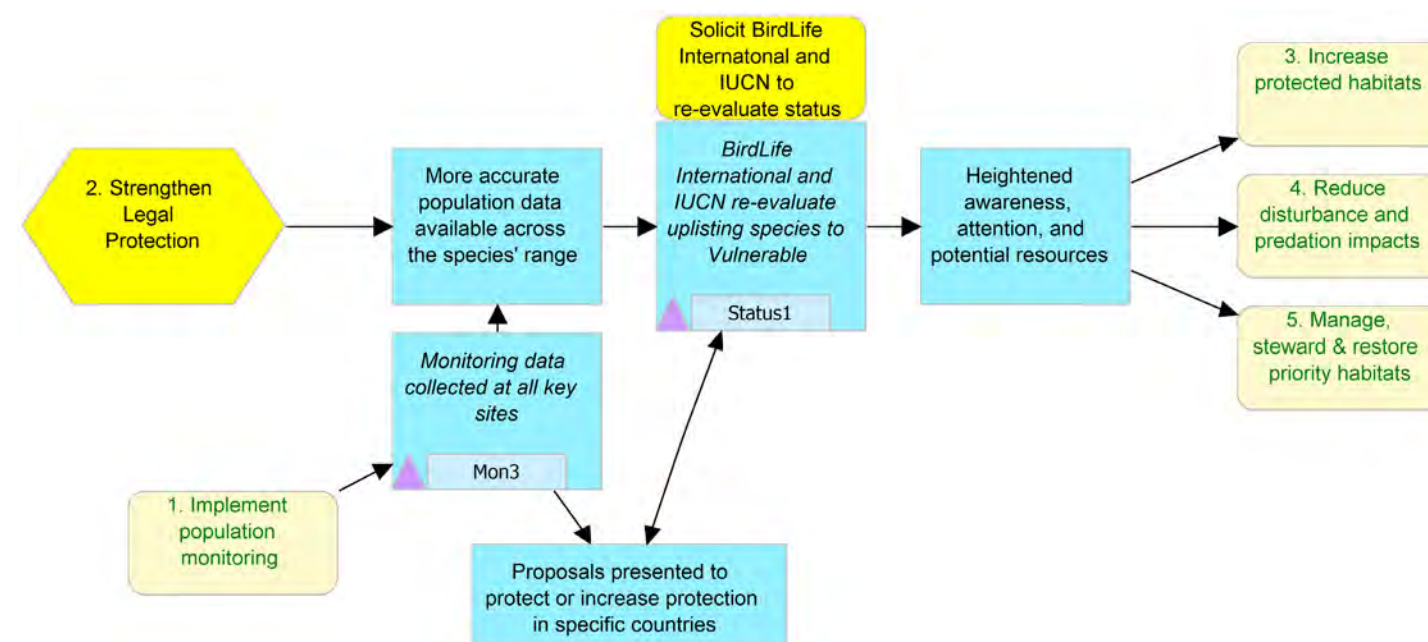 Solicit BirdLife
Internatonal and
IUCN to
re-evaluate status
3. Increase
protected habitats
2. Strengthen
Legal
Protection
More accurate
population data
available across
the species' range
BirdLife
International and
IUCN re-evaluate
uplisting species to
Vulnerable
Status1
Heightened
awareness,
attention, and
potential resources
4. Reduce
disturbance and
predation impacts
5. Manage,
steward & restore
priority habitats
Monitoring data
collected at all key
sites
Mon3
1. Implement
population
monitoring
Proposals presented to
protect or increase protection
in specific countries